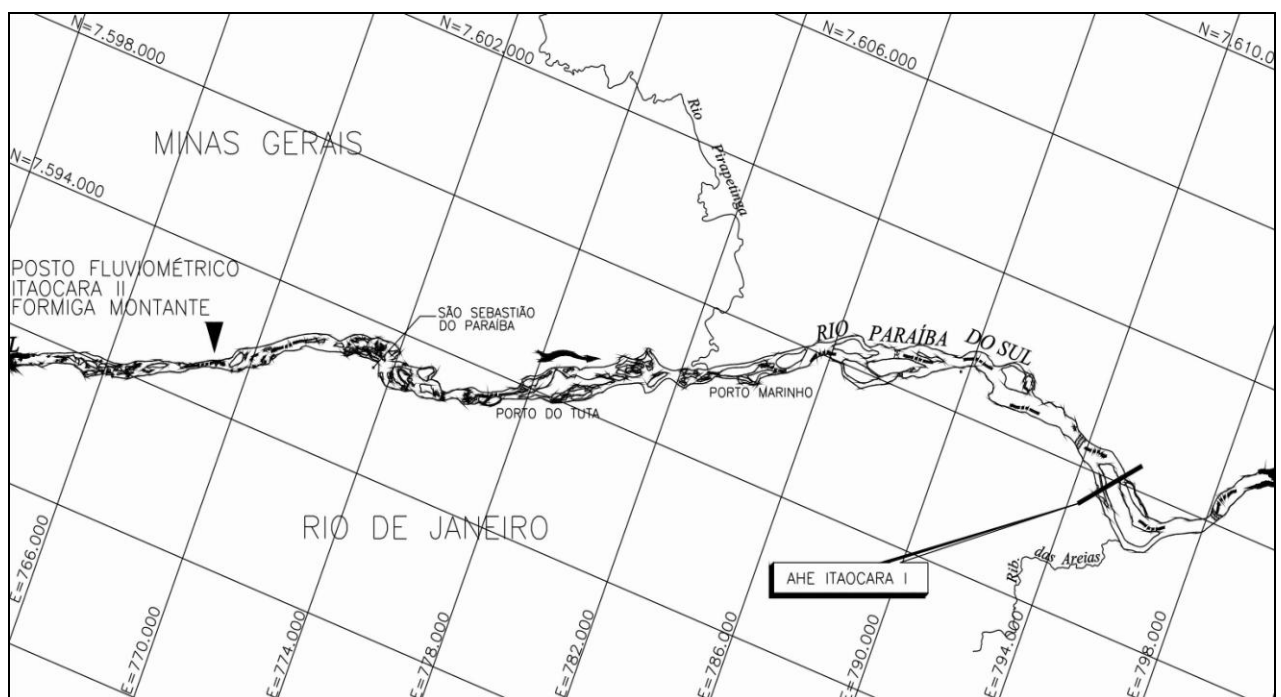 N=7.598.000
N=7.602.000
N=7.606.000
N=7.610.000
MINAS GERAIS
Rio
Pirapetinga
N=7.594.000
POSTO FLUVIOMÉTRICO
ITAOCARA II
FORMIGA MONTANTE
SÃO SEBASTIÃO
DO PARAÍBA
RIO PARAÍBA DO SUL
L
PORTO MARINHO
PORTO DO TUTA
RIO DE JANEIRO
AHE ITAOCARA I
Rib.
das Areias
E=766.000
E=770.000
E=774.000
E=778.000
E=782.000
E=786.000
E=790.000
E=794.000
E=798.000